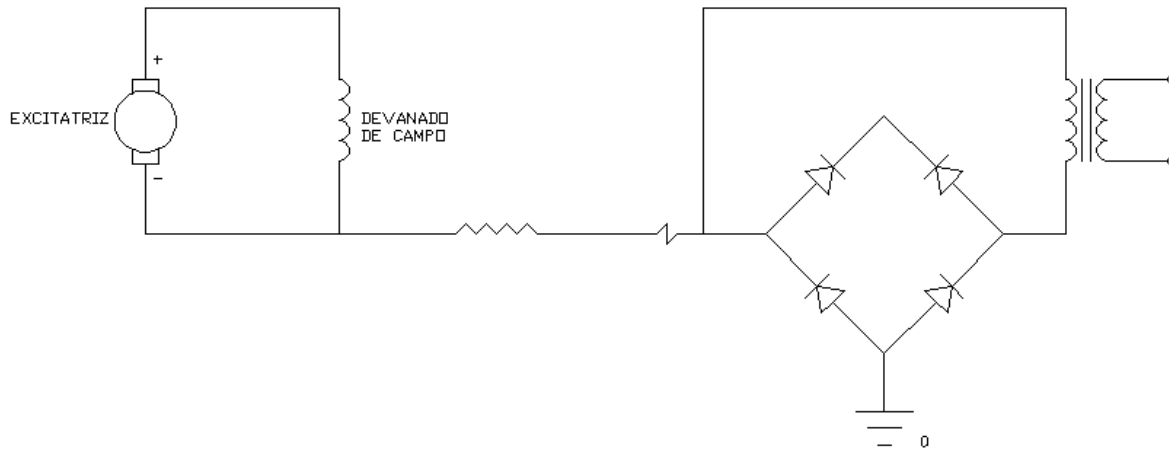 +
EXCITATRIZ
DEVANADO
DE CAMPO
-
0